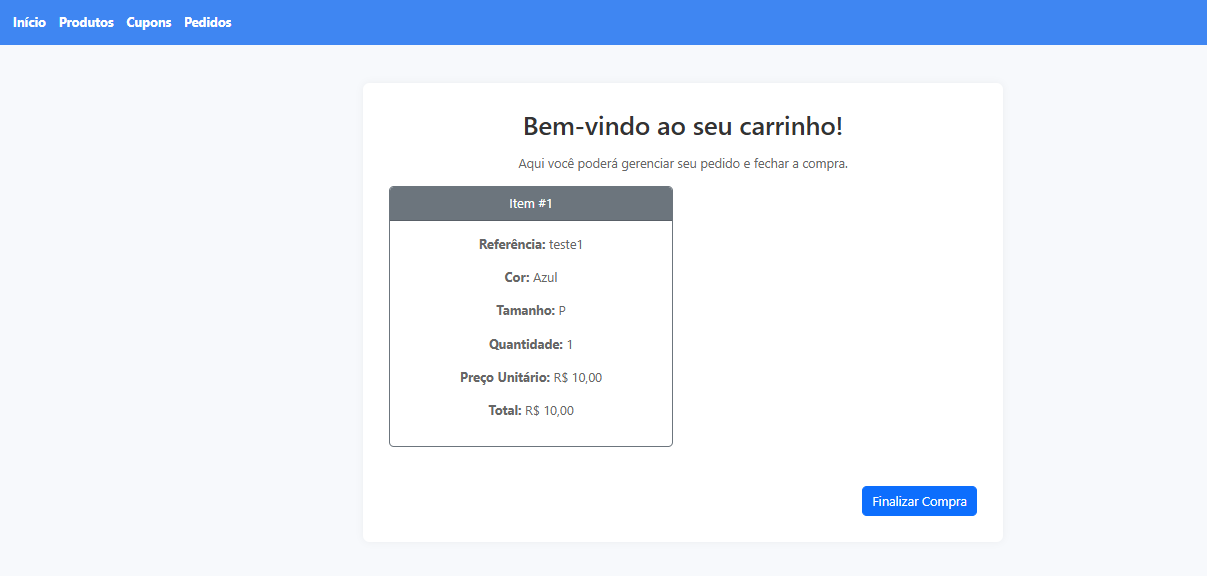 Início Produtos Cupons Pedidos
Bem-vindo ao seu carrinho!
Aqui você poderá gerenciar seu pedido e fechar a compra.
Item #1
Referência: teste1
Cor: Azul
Tamanho: P
Quantidade: 1
Preço Unitário: R$ 10,00
Total: R$ 10,00
Finalizar Compra